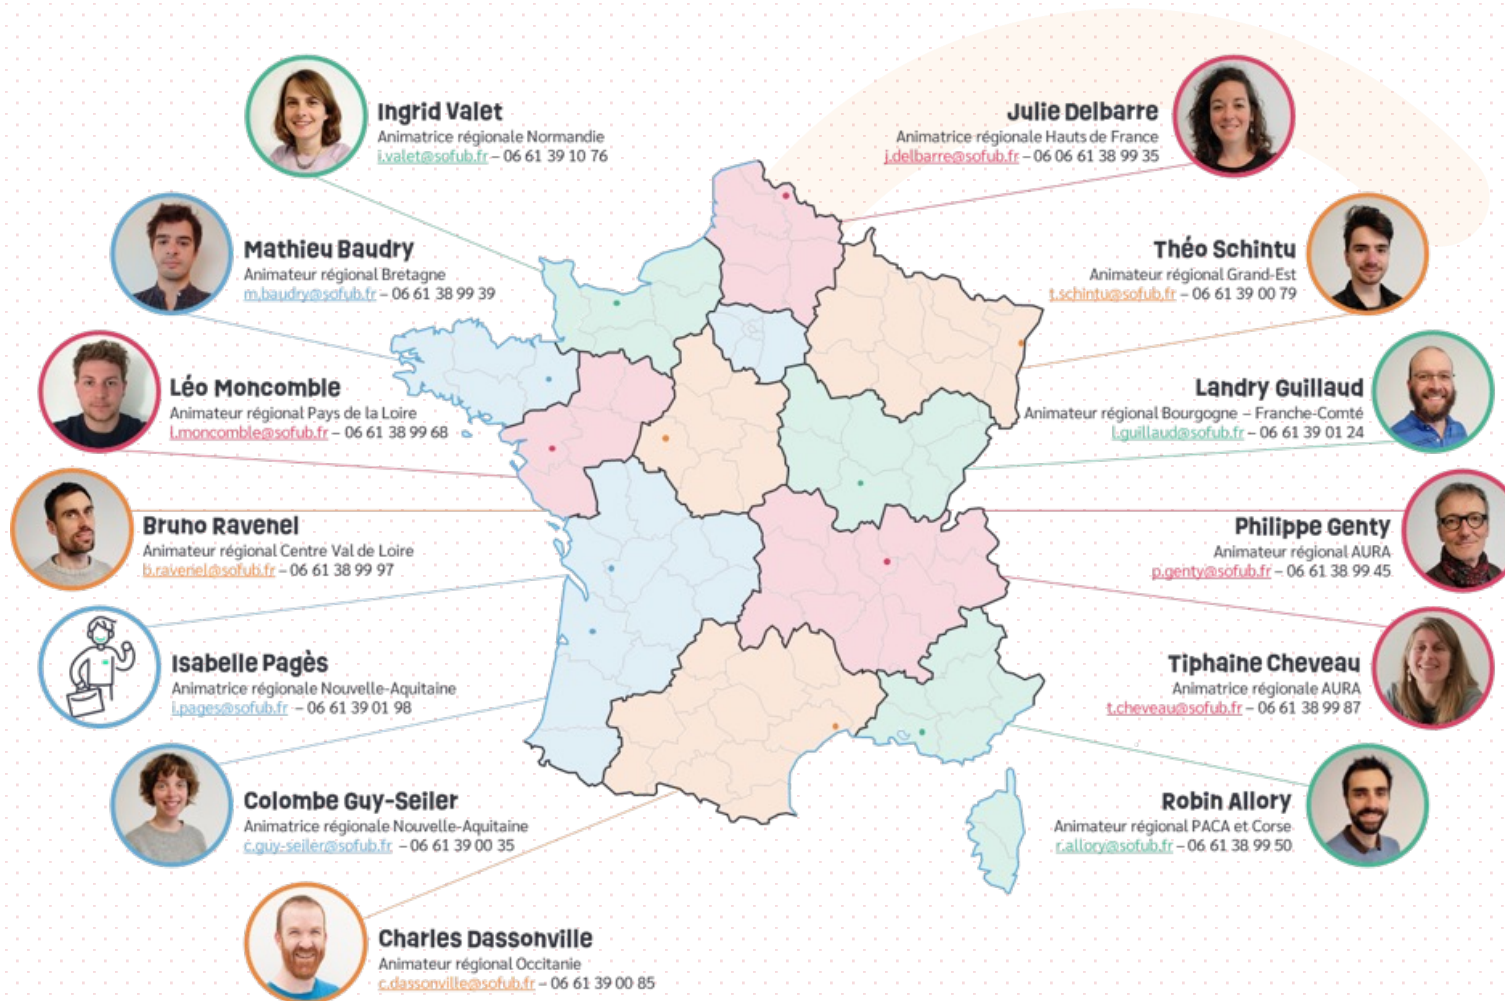 Ingrid Valet
Animatrice régionale Normandie
i.valet@sofub.fr – 06 61 39 10 76
Julie Delbarre
Animatrice régionale Hauts de France
j.delbarre@sofub.fr – 06 06 61 38 99 35
Mathieu Baudry
Animateur régional Bretagne
m.baudry@sofub.fr – 06 61 38 99 39
Théo Schintu
Animateur régional Grand-Est
t.schintu@sofub.fr – 06 61 39 00 79
Léo Moncomble
Animateur régional Pays de la Loire
l.moncomble@sofub.fr – 06 61 38 99 68
Landry Guillaud
Animateur régional Bourgogne – Franche-Comté
l.guillaud@sofub.fr – 06 61 39 01 24
Bruno Ravenel
Animateur régional Centre Val de Loire
b.ravenel@sofub.fr – 06 61 38 99 97
Philippe Genty
Animateur régional AURA
p.genty@sofub.fr – 06 61 38 99 45
Isabelle Pagès
Animatrice régionale Nouvelle-Aquitaine
i.pages@sofub.fr – 06 61 39 01 98
Tiphaine Cheveau
Animatrice régionale AURA
t.cheveau@sofub.fr – 06 61 38 99 87
Colombe Guy-Seiler
Animatrice régionale Nouvelle-Aquitaine
c.guy-seiler@sofub.fr – 06 61 39 00 35
Robin Allory
Animateur régional PACA et Corse
r.allory@sofub.fr – 06 61 38 99 50
Charles Dassonville
Animateur régional Occitanie
c.dassonville@sofub.fr – 06 61 39 00 85